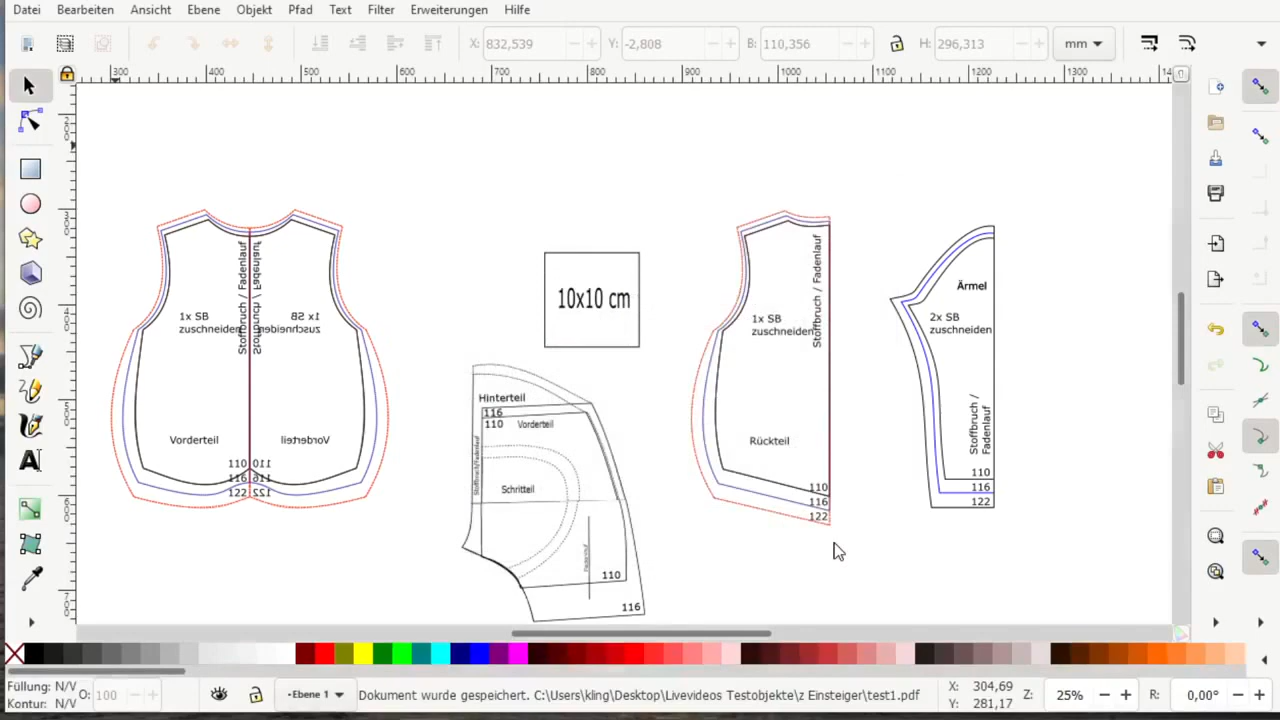 Datei Bearbeiten Ansicht Ebene Objekt Pfad Text Filter Erweiterungen Hilfe
X: 832,539 Y: -2,808 B: 110,356 H: 296,313 mm
300 400 500 600 700 800 900 1000 1100 1200 1300
Stoffbruch / Fadenlauf
Stoffbruch / Fadenlauf
1x SB
zuschneiden
1x SB
zuschneiden
Vorderteil
Vorderteil
110 110
116 116
122 122
10x10 cm
Hinterteil
116
110 Vorderteil
Stoffbruch/Fadenlauf
Schritteil
Fadenlauf
110
116
Stoffbruch / Fadenlauf
1x SB
zuschneiden
Rückteil
110
116
122
Ärmel
2x SB
zuschneiden
Stoffbruch /
Fadenlauf
110
116
122
Füllung: N/V
Kontur: N/V
O: 100
-Ebene 1
Dokument wurde gespeichert. C:\Users\kling\Desktop\Livevideos Testobjekte\z Einsteiger\test1.pdf
X: 304,69
Y: 281,17
Z: 25%
R: 0,00°